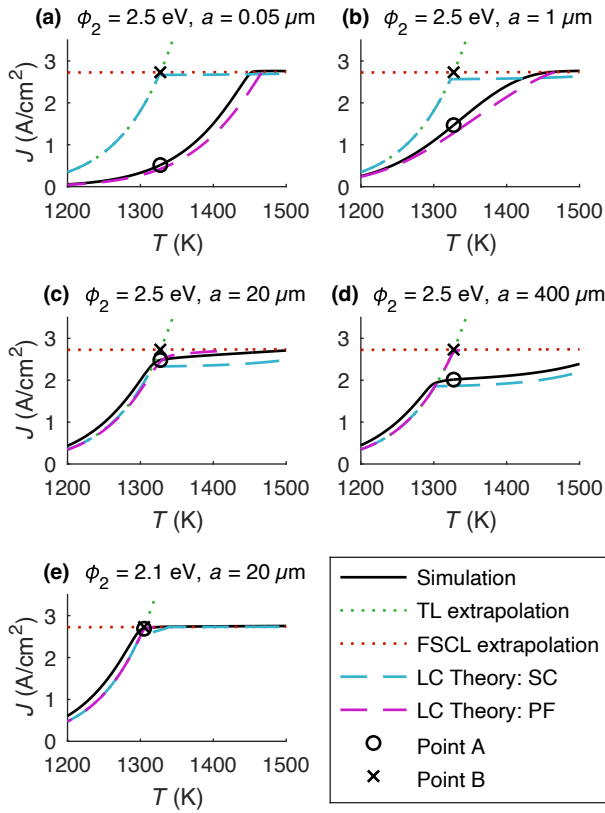 (a) ϕ₂ = 2.5 eV, a = 0.05 µm
J (A/cm²)
3
2
1
0
1200 1300 1400 1500
T (K)
(b) ϕ₂ = 2.5 eV, a = 1 µm
J (A/cm²)
3
2
1
0
1200 1300 1400 1500
T (K)
(c) ϕ₂ = 2.5 eV, a = 20 µm
J (A/cm²)
3
2
1
0
1200 1300 1400 1500
T (K)
(d) ϕ₂ = 2.5 eV, a = 400 µm
J (A/cm²)
3
2
1
0
1200 1300 1400 1500
T (K)
(e) ϕ₂ = 2.1 eV, a = 20 µm
J (A/cm²)
3
2
1
0
1200 1300 1400 1500
T (K)
Simulation
TL extrapolation
FSCL extrapolation
LC Theory: SC
LC Theory: PF
Point A
Point B